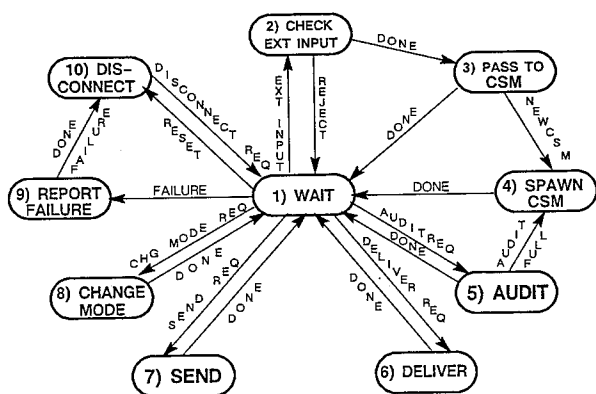 2) CHECK
EXT INPUT
DONE
3) PASS TO
CSM
10) DIS-
CONNECT
DISCONNECT REQ
RESET
EXT INPUT
REJECT
DONE
NEW CSM
DONE
FAILURE
9) REPORT
FAILURE
FAILURE
1) WAIT
DONE
4) SPAWN
CSM
CHG MODE REQ
DONE
AUDIT REQ
DONE
AUDIT
FULL
8) CHANGE
MODE
SEND REQ
DONE
DELIVER REQ
DONE
5) AUDIT
7) SEND
6) DELIVER